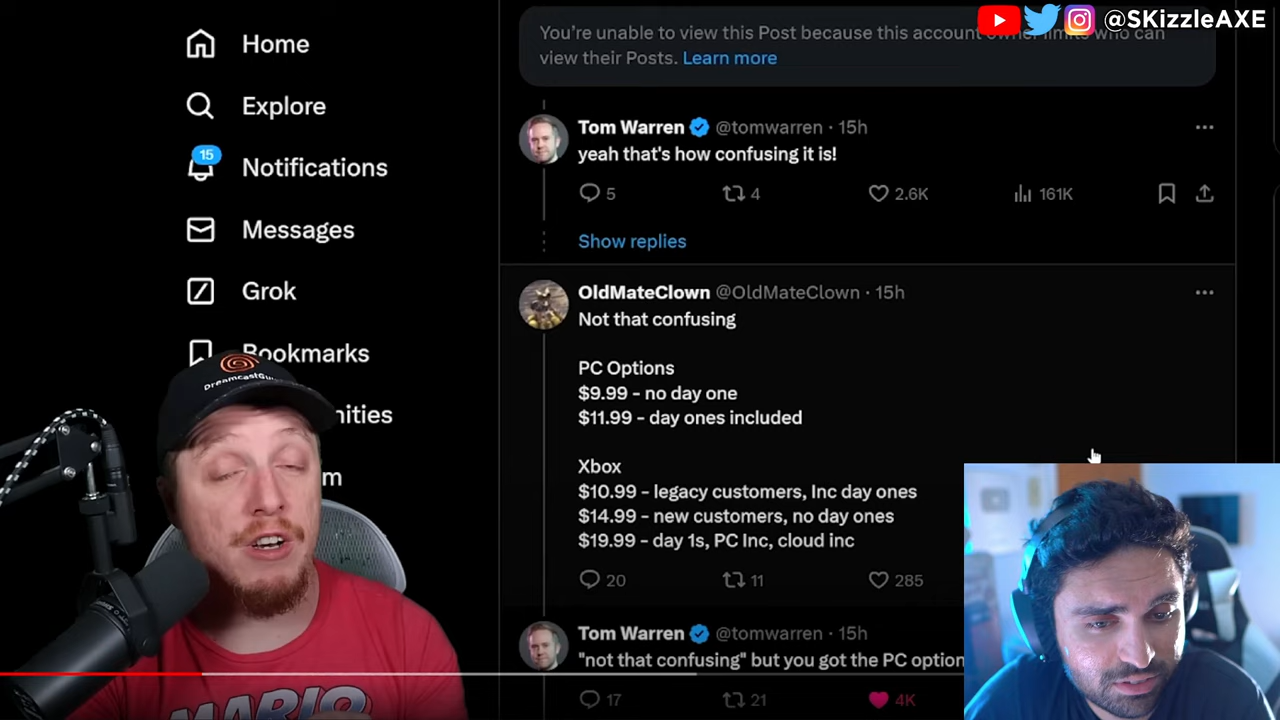 @SKizzleAXE
Home
Explore
15
Notifications
Messages
Grok
Bookmarks
nities
m
You're unable to view this Post because this account owner limits who can
view their Posts. Learn more
Tom Warren @tomwarren · 15h
yeah that's how confusing it is!
5 4 2.6K 161K
Show replies
OldMateClown @OldMateClown · 15h
Not that confusing
PC Options
$9.99 – no day one
$11.99 – day ones included
Xbox
$10.99 – legacy customers, Inc day ones
$14.99 – new customers, no day ones
$19.99 – day 1s, PC Inc, cloud inc
20 11 285
Tom Warren @tomwarren · 15h
"not that confusing" but you got the PC option
17 21 4K
MARIO